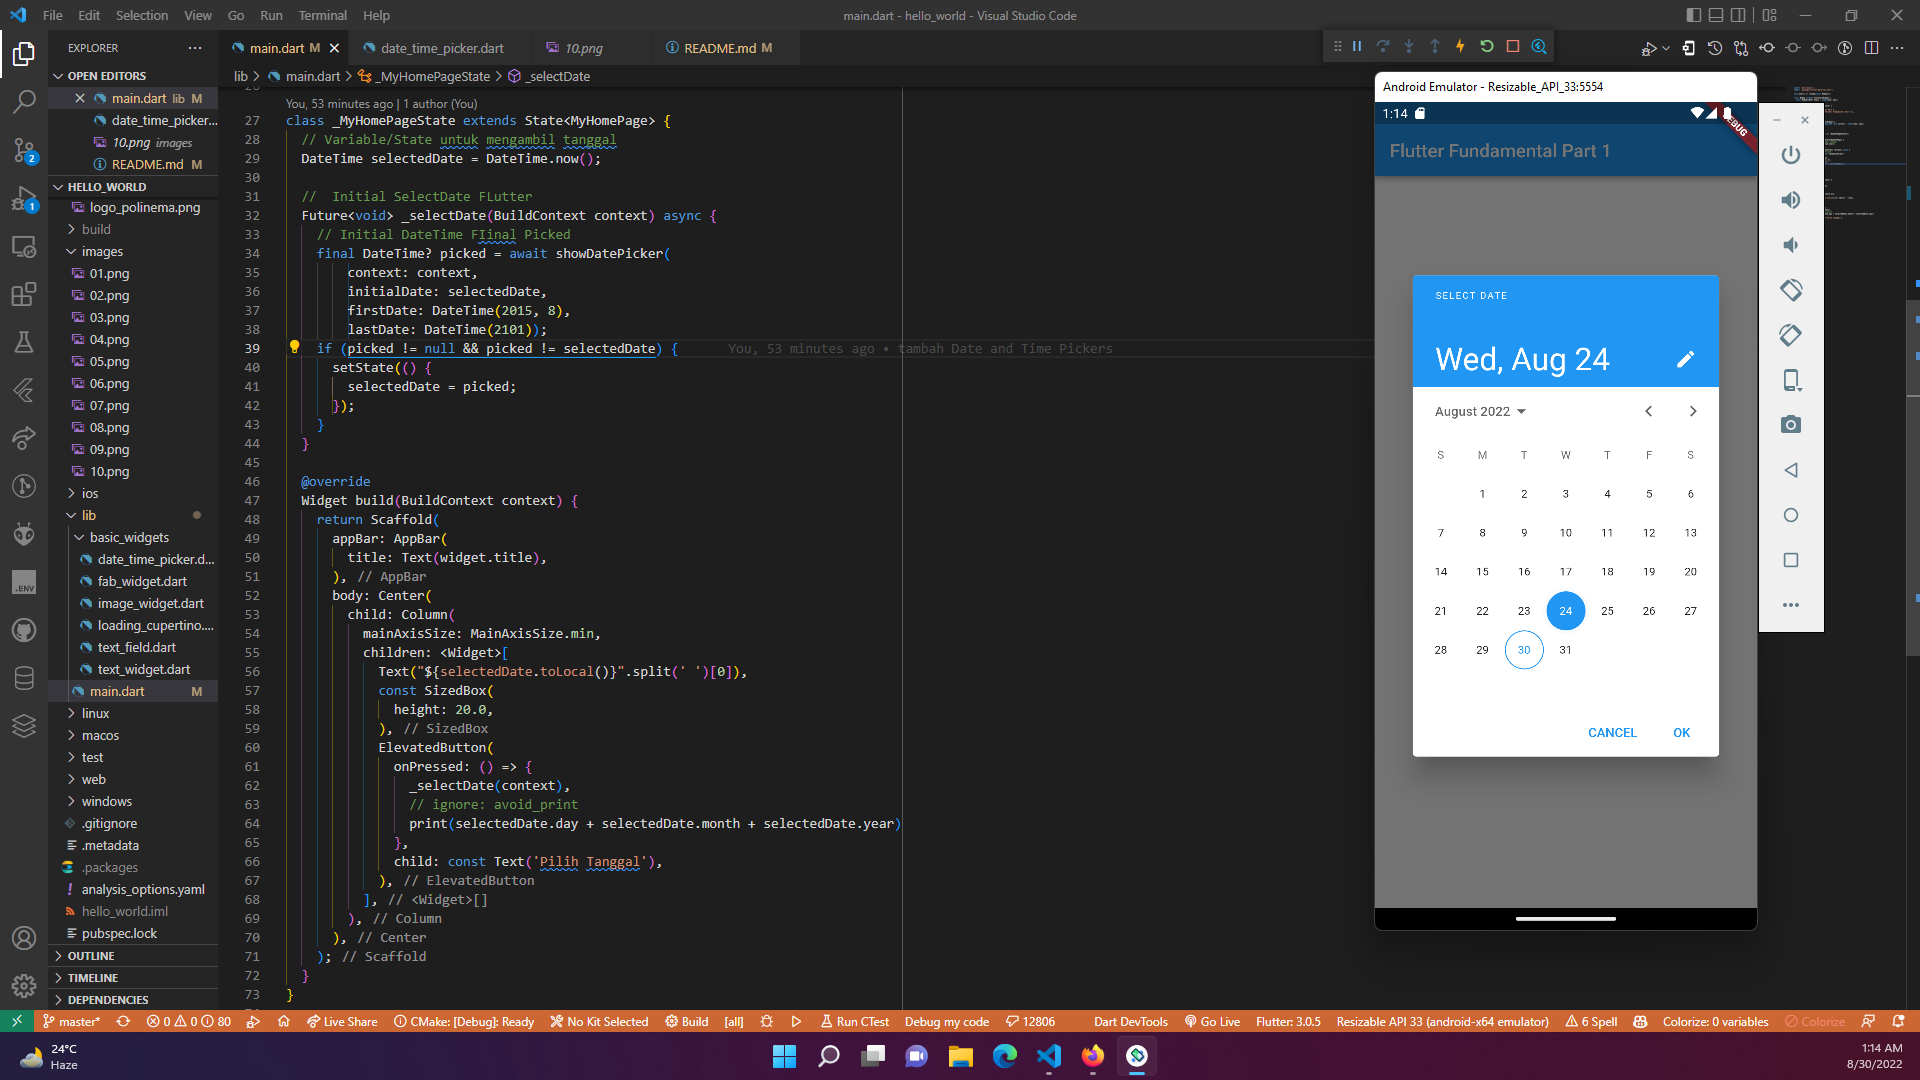 File Edit Selection View Go Run Terminal Help
main.dart - hello_world - Visual Studio Code
EXPLORER
main.dart M
date_time_picker.dart
10.png
README.md M
OPEN EDITORS
lib > main.dart > _MyHomePageState > _selectDate
main.dart lib M
date_time_picker...
10.png images
README.md M
HELLO_WORLD
logo_polinema.png
build
images
01.png
02.png
03.png
04.png
05.png
06.png
07.png
08.png
09.png
10.png
ios
lib
basic_widgets
date_time_picker.d...
fab_widget.dart
image_widget.dart
loading_cupertino....
text_field.dart
text_widget.dart
main.dart M
linux
macos
test
web
windows
.gitignore
.metadata
.packages
analysis_options.yaml
hello_world.iml
pubspec.lock
OUTLINE
TIMELINE
DEPENDENCIES
2
1
.ENV
You, 53 minutes ago | 1 author (You)
27 class _MyHomePageState extends State<MyHomePage> {
28 // Variable/State untuk mengambil tanggal
29 DateTime selectedDate = DateTime.now();
30
31 //  Initial SelectDate FLutter
32 Future<void> _selectDate(BuildContext context) async {
33 // Initial DateTime FIinal Picked
34 final DateTime? picked = await showDatePicker(
35 context: context,
36 initialDate: selectedDate,
37 firstDate: DateTime(2015, 8),
38 lastDate: DateTime(2101));
39 if (picked != null && picked != selectedDate) { You, 53 minutes ago • tambah Date and Time Pickers
40 setState(() {
41 selectedDate = picked;
42 });
43 }
44 }
45
46 @override
47 Widget build(BuildContext context) {
48 return Scaffold(
49 appBar: AppBar(
50 title: Text(widget.title),
51 ), // AppBar
52 body: Center(
53 child: Column(
54 mainAxisSize: MainAxisSize.min,
55 children: <Widget>[
56 Text("${selectedDate.toLocal()}".split(' ')[0]),
57 const SizedBox(
58 height: 20.0,
59 ), // SizedBox
60 ElevatedButton(
61 onPressed: () => {
62 _selectDate(context),
63 // ignore: avoid_print
64 print(selectedDate.day + selectedDate.month + selectedDate.year)
65 },
66 child: const Text('Pilih Tanggal'),
67 ), // ElevatedButton
68 ], // <Widget>[]
69 ), // Column
70 ), // Center
71 ); // Scaffold
72 }
73 }
Android Emulator - Resizable_API_33:5554
1:14
DEBUG
Flutter Fundamental Part 1
SELECT DATE
Wed, Aug 24
August 2022
S M T W T F S
1 2 3 4 5 6
7 8 9 10 11 12 13
14 15 16 17 18 19 20
21 22 23 24 25 26 27
28 29 30 31
CANCEL OK
master* 0 0 80 Live Share CMake: [Debug]: Ready No Kit Selected Build [all] Run CTest Debug my code 12806 Dart DevTools Go Live Flutter: 3.0.5 Resizable API 33 (android-x64 emulator) 6 Spell Colorize: 0 variables Colorize
24°C
Haze
1:14 AM
8/30/2022